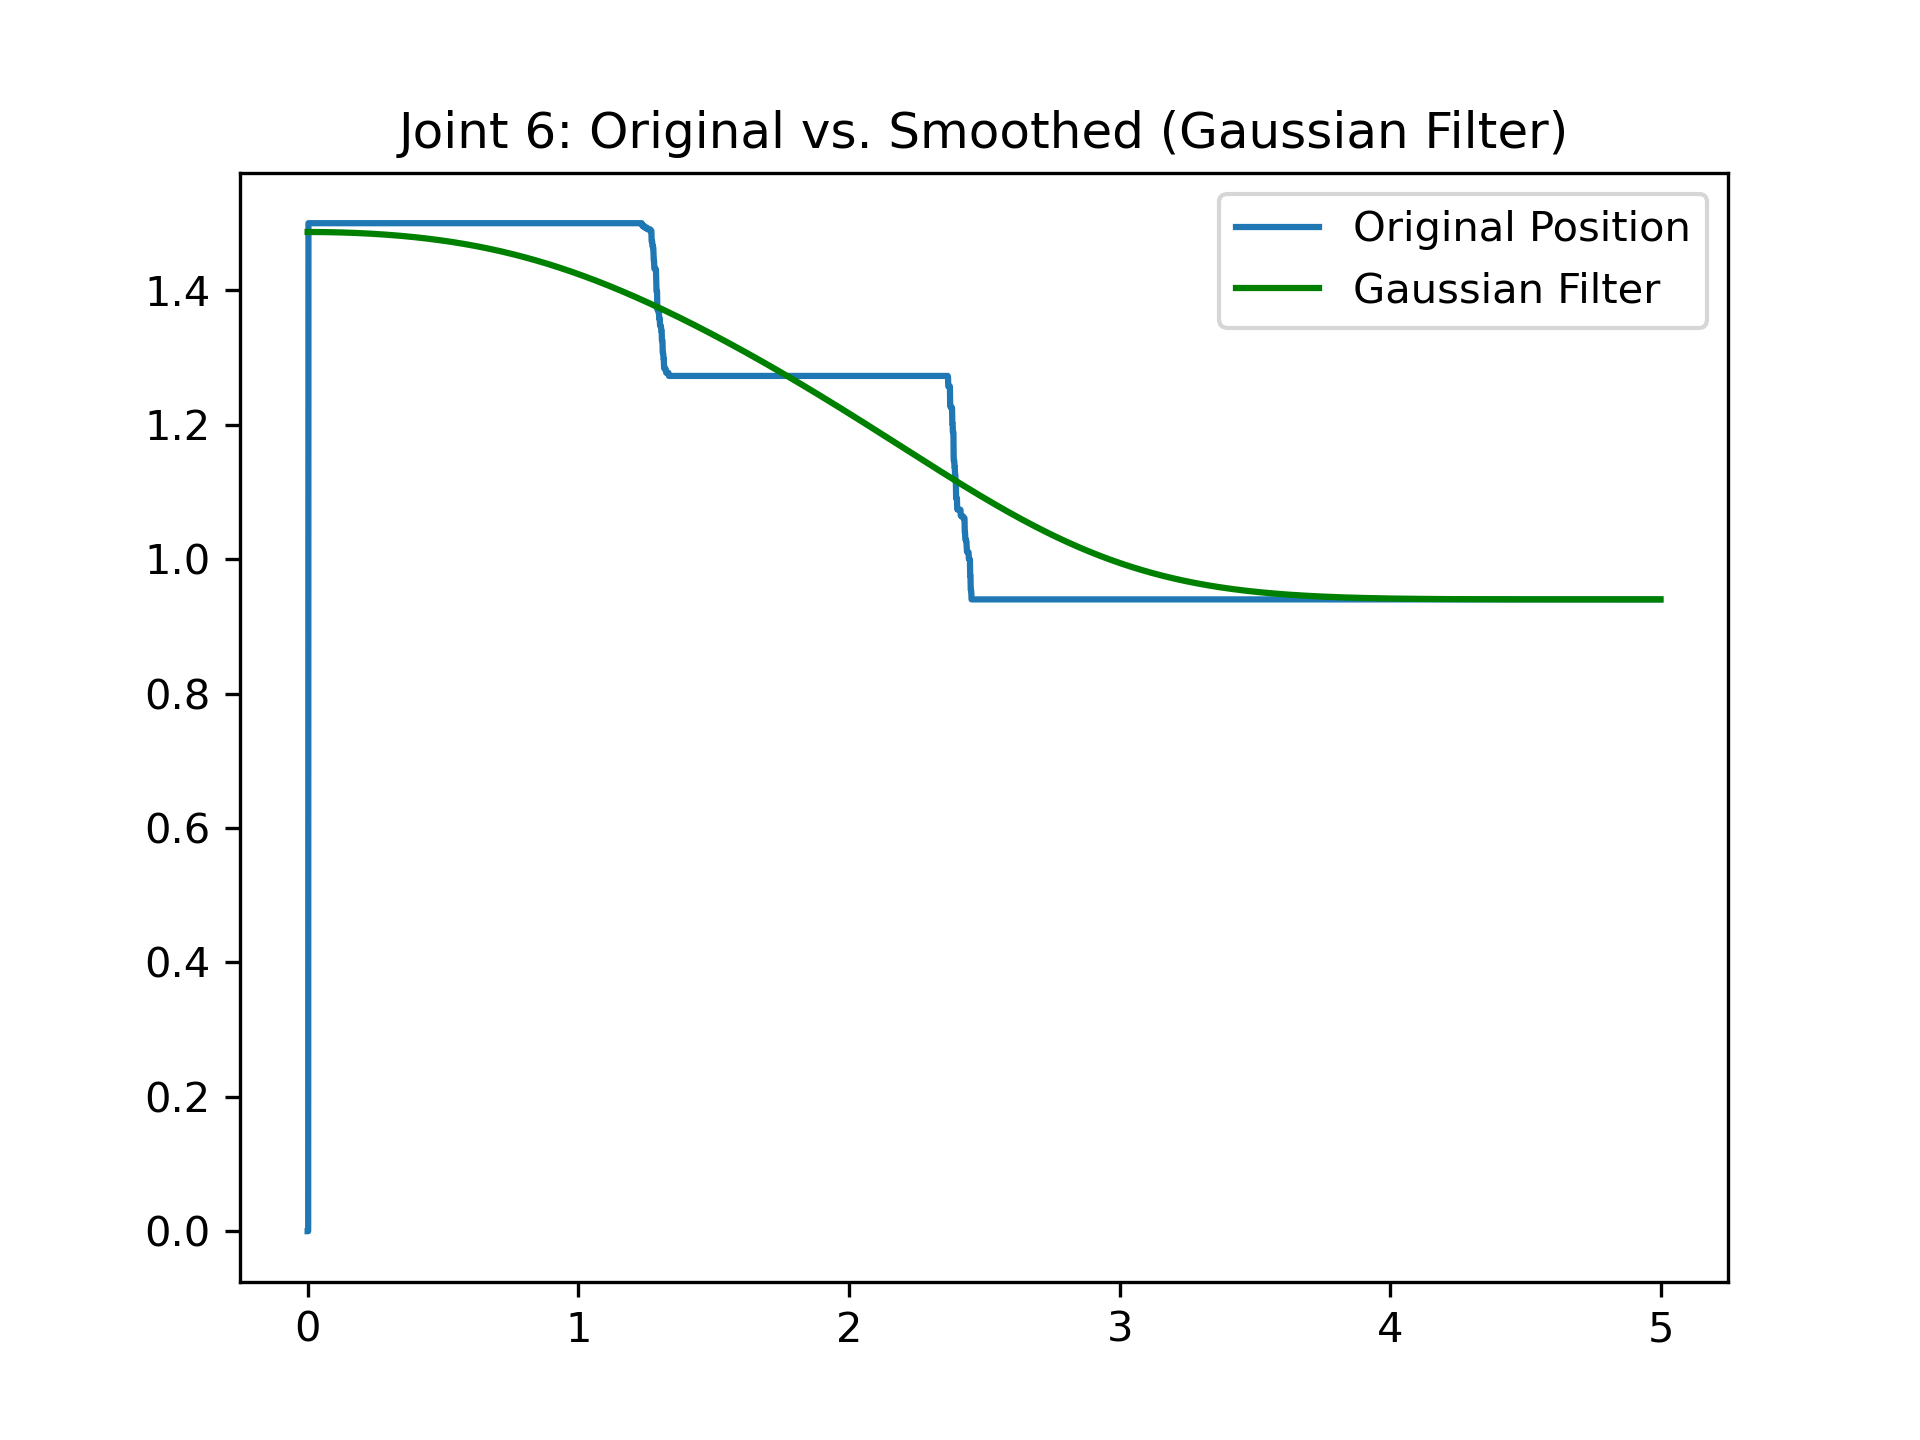 Joint 6: Original vs. Smoothed (Gaussian Filter)
Original Position
Gaussian Filter
1.4
1.2
1.0
0.8
0.6
0.4
0.2
0.0
0 1 2 3 4 5